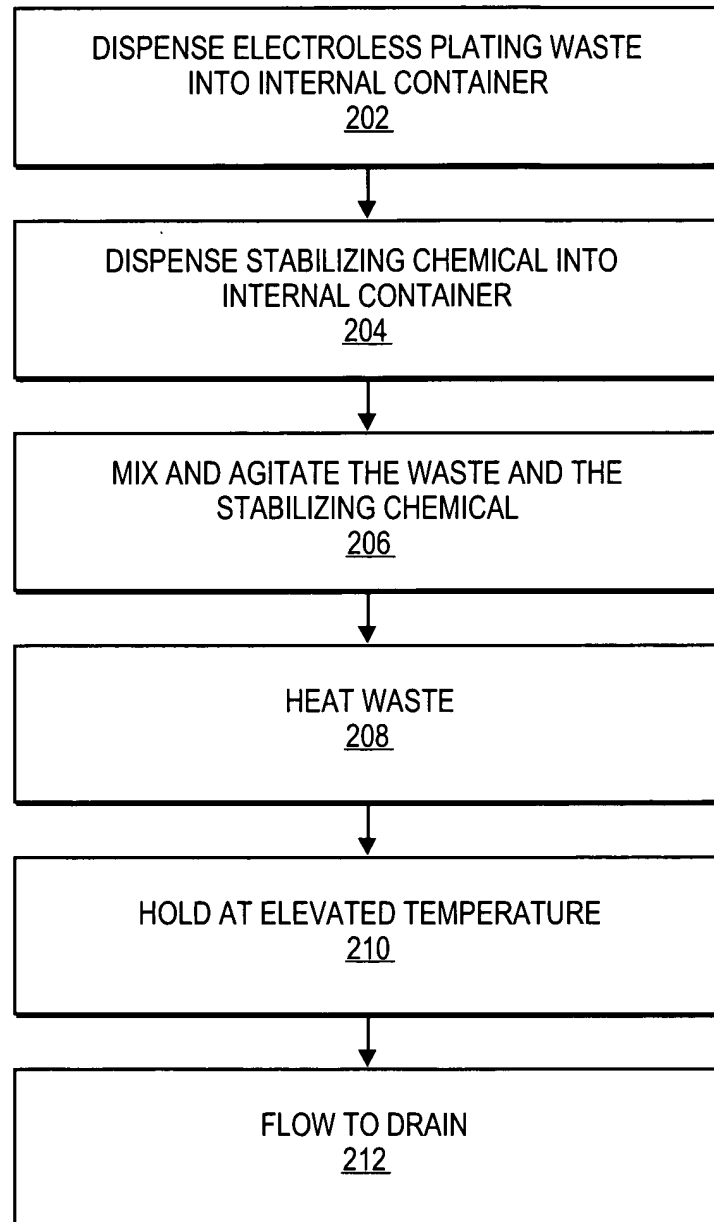 DISPENSE ELECTROLESS PLATING WASTE
INTO INTERNAL CONTAINER
202
DISPENSE STABILIZING CHEMICAL INTO
INTERNAL CONTAINER
204
MIX AND AGITATE THE WASTE AND THE
STABILIZING CHEMICAL
206
HEAT WASTE
208
HOLD AT ELEVATED TEMPERATURE
210
FLOW TO DRAIN
212